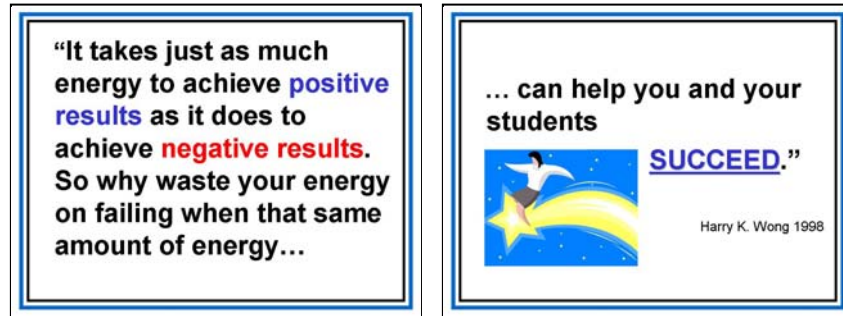 “It takes just as much
energy to achieve positive
results as it does to
achieve negative results.
So why waste your energy
on failing when that same
amount of energy…
… can help you and your
students
SUCCEED.”
Harry K. Wong 1998